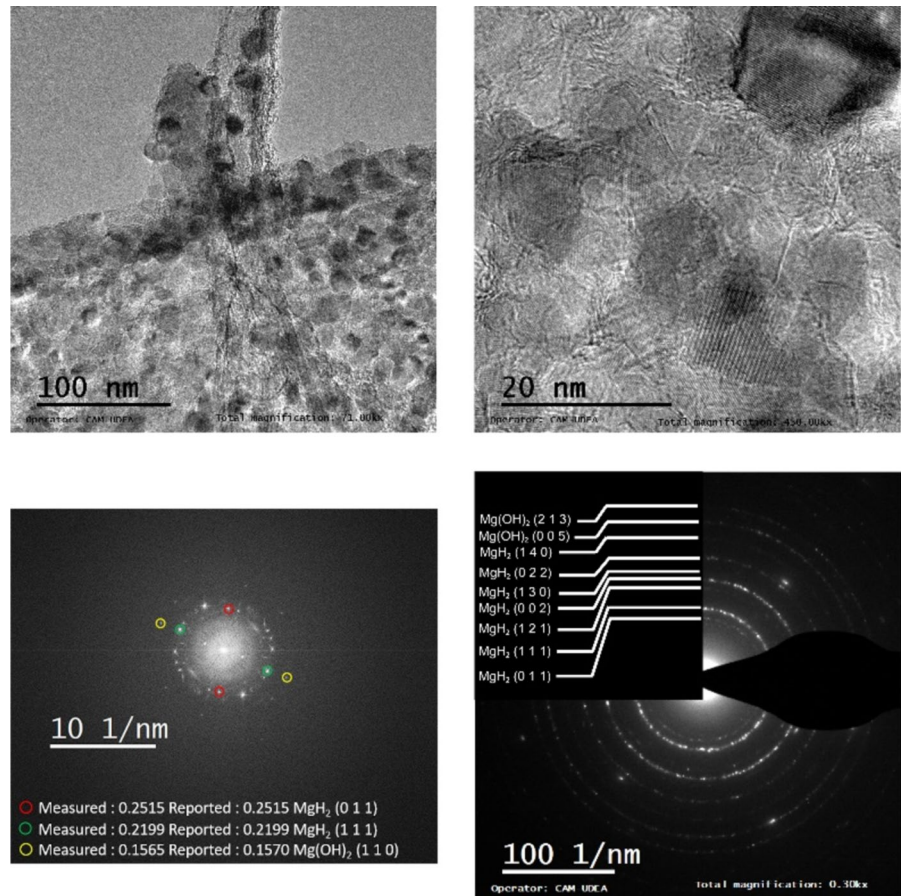 100 nm
Operator: CAM UDEA Total magnification: 71.00kx
20 nm
Operator: CAM UDEA Total magnification: 450.00kx
10 1/nm
Measured : 0.2515 Reported : 0.2515 MgH₂ (0 1 1)
Measured : 0.2199 Reported : 0.2199 MgH₂ (1 1 1)
Measured : 0.1565 Reported : 0.1570 Mg(OH)₂ (1 1 0)
Mg(OH)₂ (2 1 3)
Mg(OH)₂ (0 0 5)
MgH₂ (1 4 0)
MgH₂ (0 2 2)
MgH₂ (1 3 0)
MgH₂ (0 0 2)
MgH₂ (1 2 1)
MgH₂ (1 1 1)
MgH₂ (0 1 1)
100 1/nm
Operator: CAM UDEA Total magnification: 0.30kx